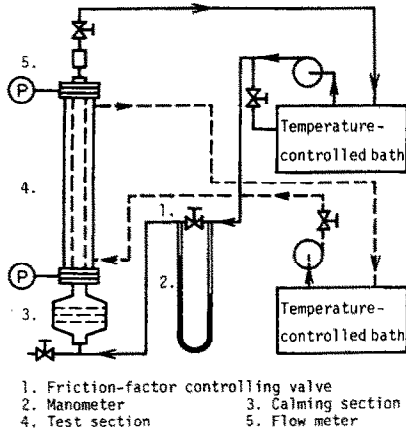 5.
P
Temperature-
controlled bath
4.
1.
P
2.
3.
Temperature-
controlled bath
1. Friction-factor controlling valve
2. Manometer 3. Calming section
4. Test section 5. Flow meter